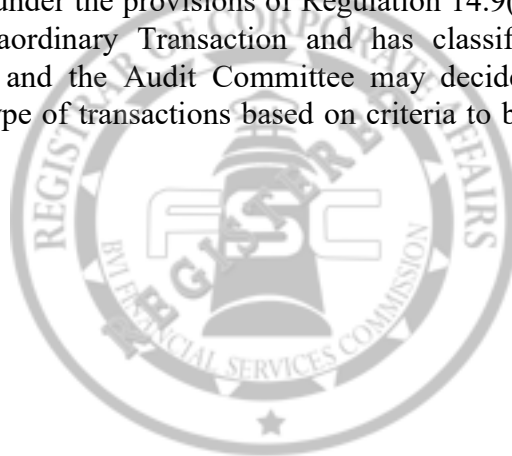 under the provisions of Regulation 14.9(
aordinary Transaction and has classif
and the Audit Committee may decide
ype of transactions based on criteria to b
REGISTRAR OF CORPORATE AFFAIRS
FSC
REGISTERED
BVI FINANCIAL SERVICES COMMISSION